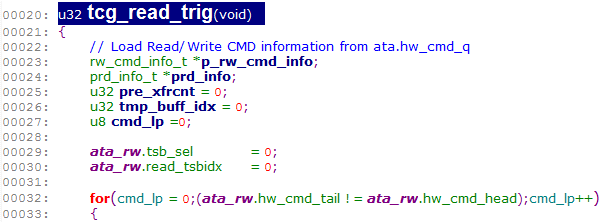 00020: u32 tcg_read_trig(void)
00021: {
00022: // Load Read/Write CMD information from ata.hw_cmd_q
00023: rw_cmd_info_t *p_rw_cmd_info;
00024: prd_info_t *prd_info;
00025: u32 pre_xfrcnt = 0;
00026: u32 tmp_buff_idx = 0;
00027: u8 cmd_lp =0;
00028:
00029: ata_rw.tsb_sel = 0;
00030: ata_rw.read_tsbidx = 0;
00031:
00032: for(cmd_lp = 0;(ata_rw.hw_cmd_tail != ata_rw.hw_cmd_head);cmd_lp++)
00093: {